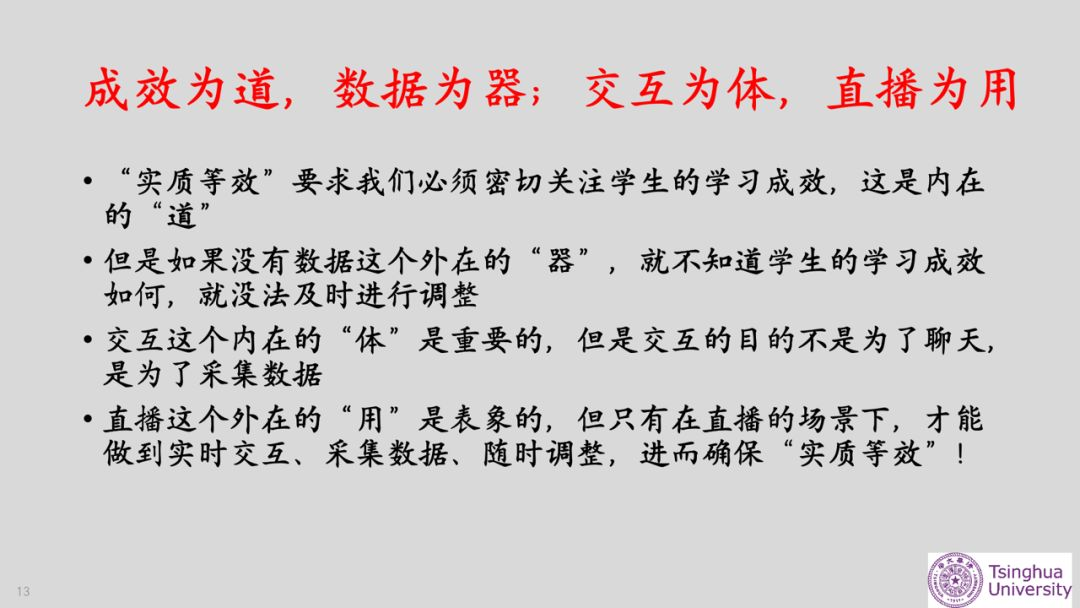 成效为道，数据为器；交互为体，直播为用
• “实质等效”要求我们必须密切关注学生的学习成效，这是内在
的“道”
• 但是如果没有数据这个外在的“器”，就不知道学生的学习成效
如何，就没法及时进行调整
• 交互这个内在的“体”是重要的，但是交互的目的不是为了聊天，
是为了采集数据
• 直播这个外在的“用”是表象的，但只有在直播的场景下，才能
做到实时交互、采集数据、随时调整，进而确保“实质等效”！
13
Tsinghua
University